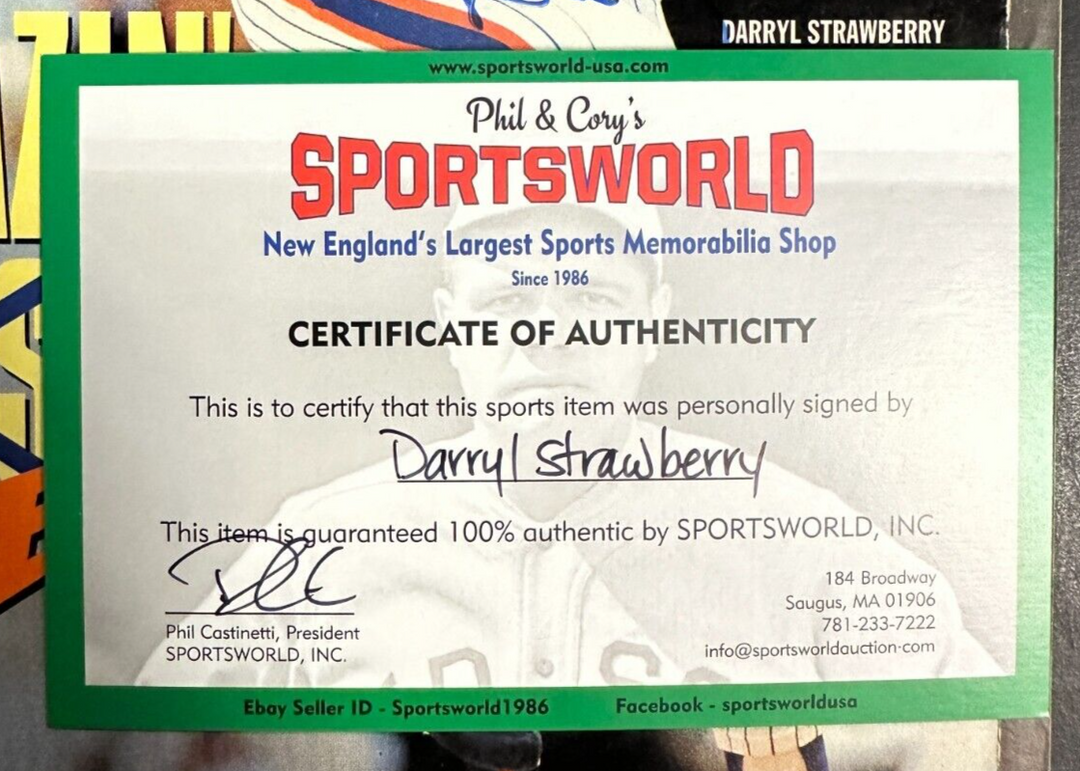 DARRYL STRAWBERRY
www.sportsworld-usa.com
Phil & Cory's
SPORTSWORLD
New England's Largest Sports Memorabilia Shop
Since 1986
CERTIFICATE OF AUTHENTICITY
This is to certify that this sports item was personally signed by
Darryl Strawberry
This item is guaranteed 100% authentic by SPORTSWORLD, INC.
Phil Castinetti, President
SPORTSWORLD, INC.
184 Broadway
Saugus, MA 01906
781-233-7222
info@sportsworldauction.com
Ebay Seller ID - Sportsworld1986
Facebook - sportsworldusa